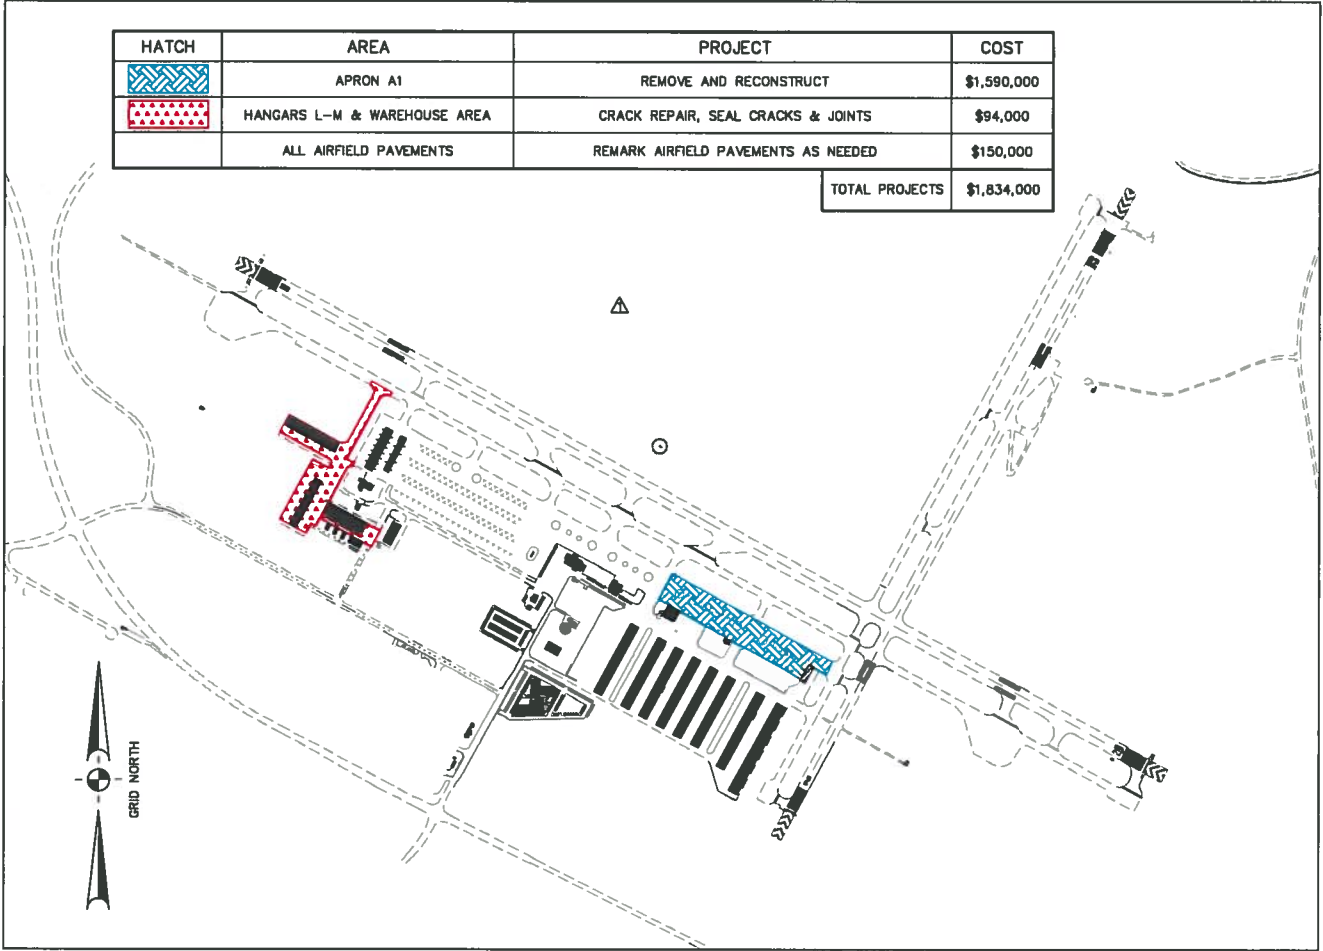 HATCH AREA PROJECT COST
APRON A1 REMOVE AND RECONSTRUCT $1,590,000
HANGARS L-M & WAREHOUSE AREA CRACK REPAIR, SEAL CRACKS & JOINTS $94,000
ALL AIRFIELD PAVEMENTS REMARK AIRFIELD PAVEMENTS AS NEEDED $150,000
TOTAL PROJECTS $1,834,000
GRID NORTH